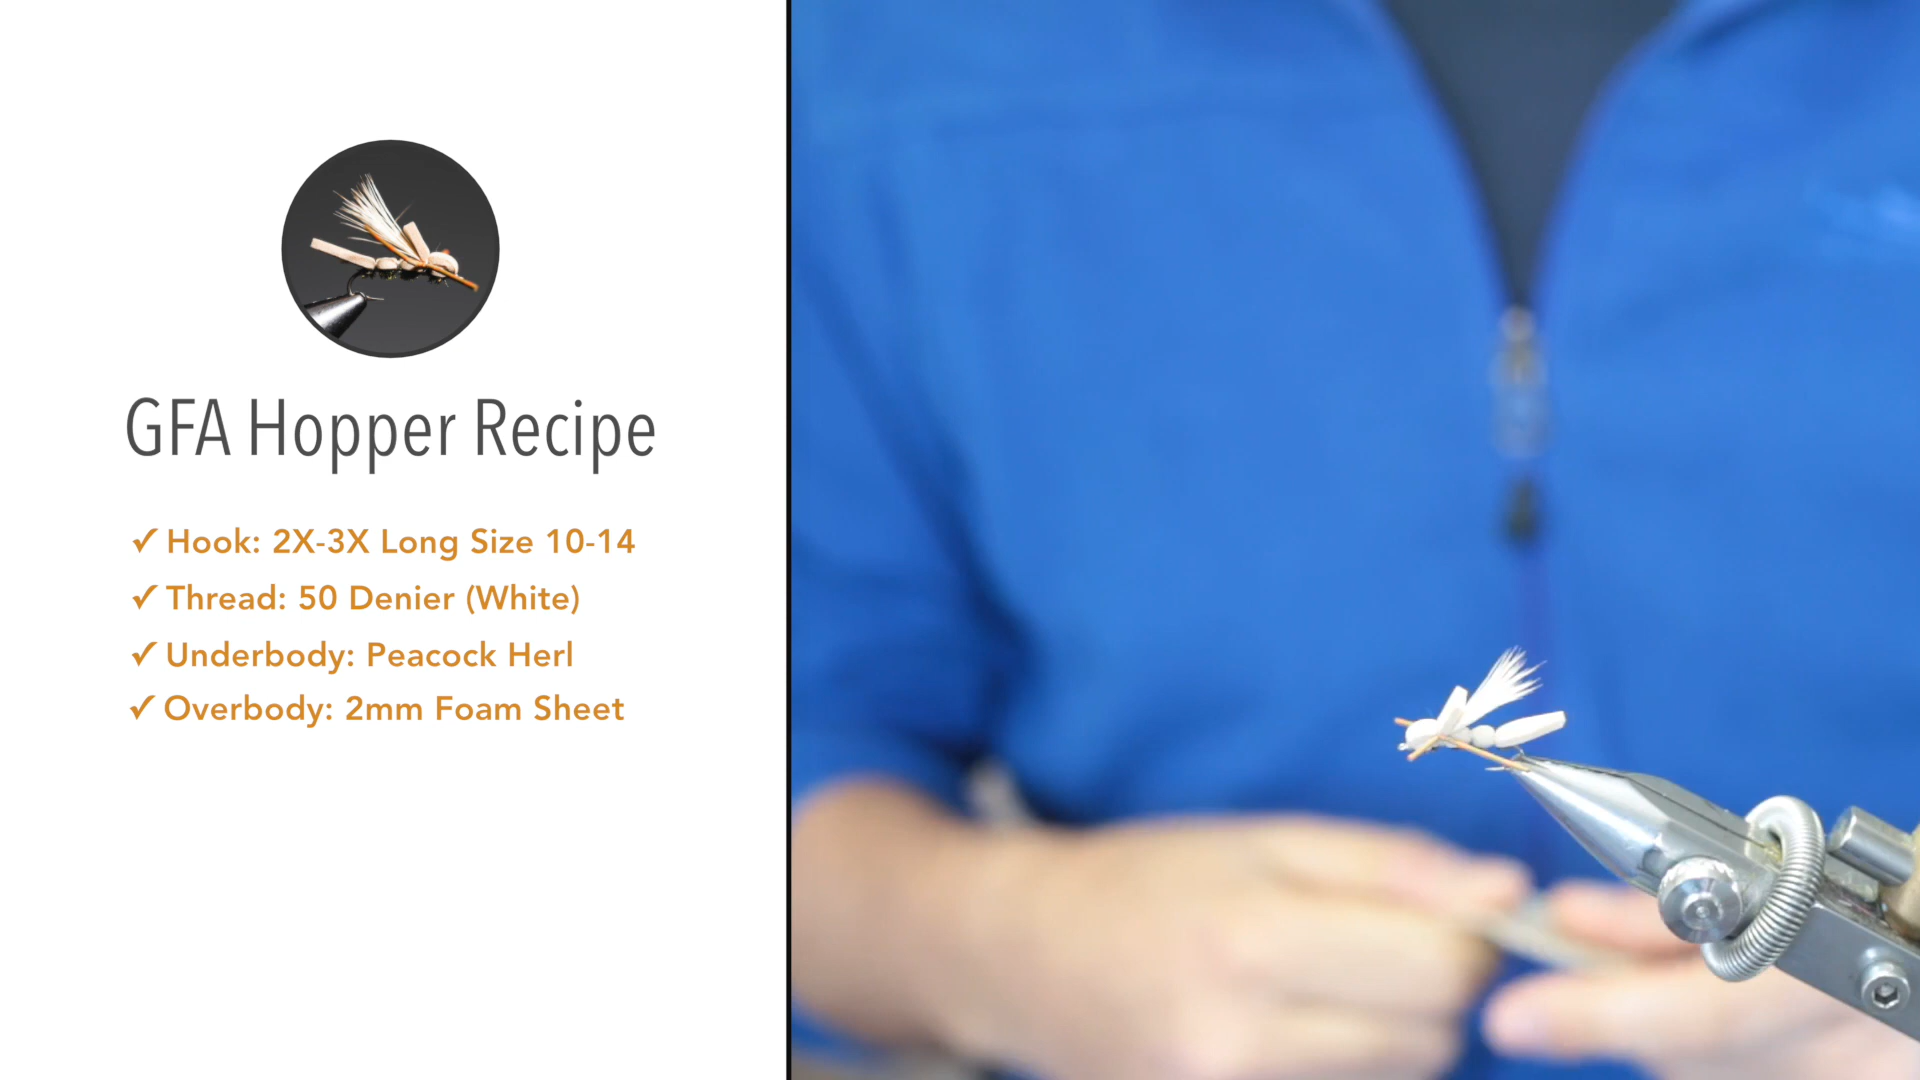 GFA Hopper Recipe
✓ Hook: 2X-3X Long Size 10-14
✓ Thread: 50 Denier (White)
✓ Underbody: Peacock Herl
✓ Overbody: 2mm Foam Sheet